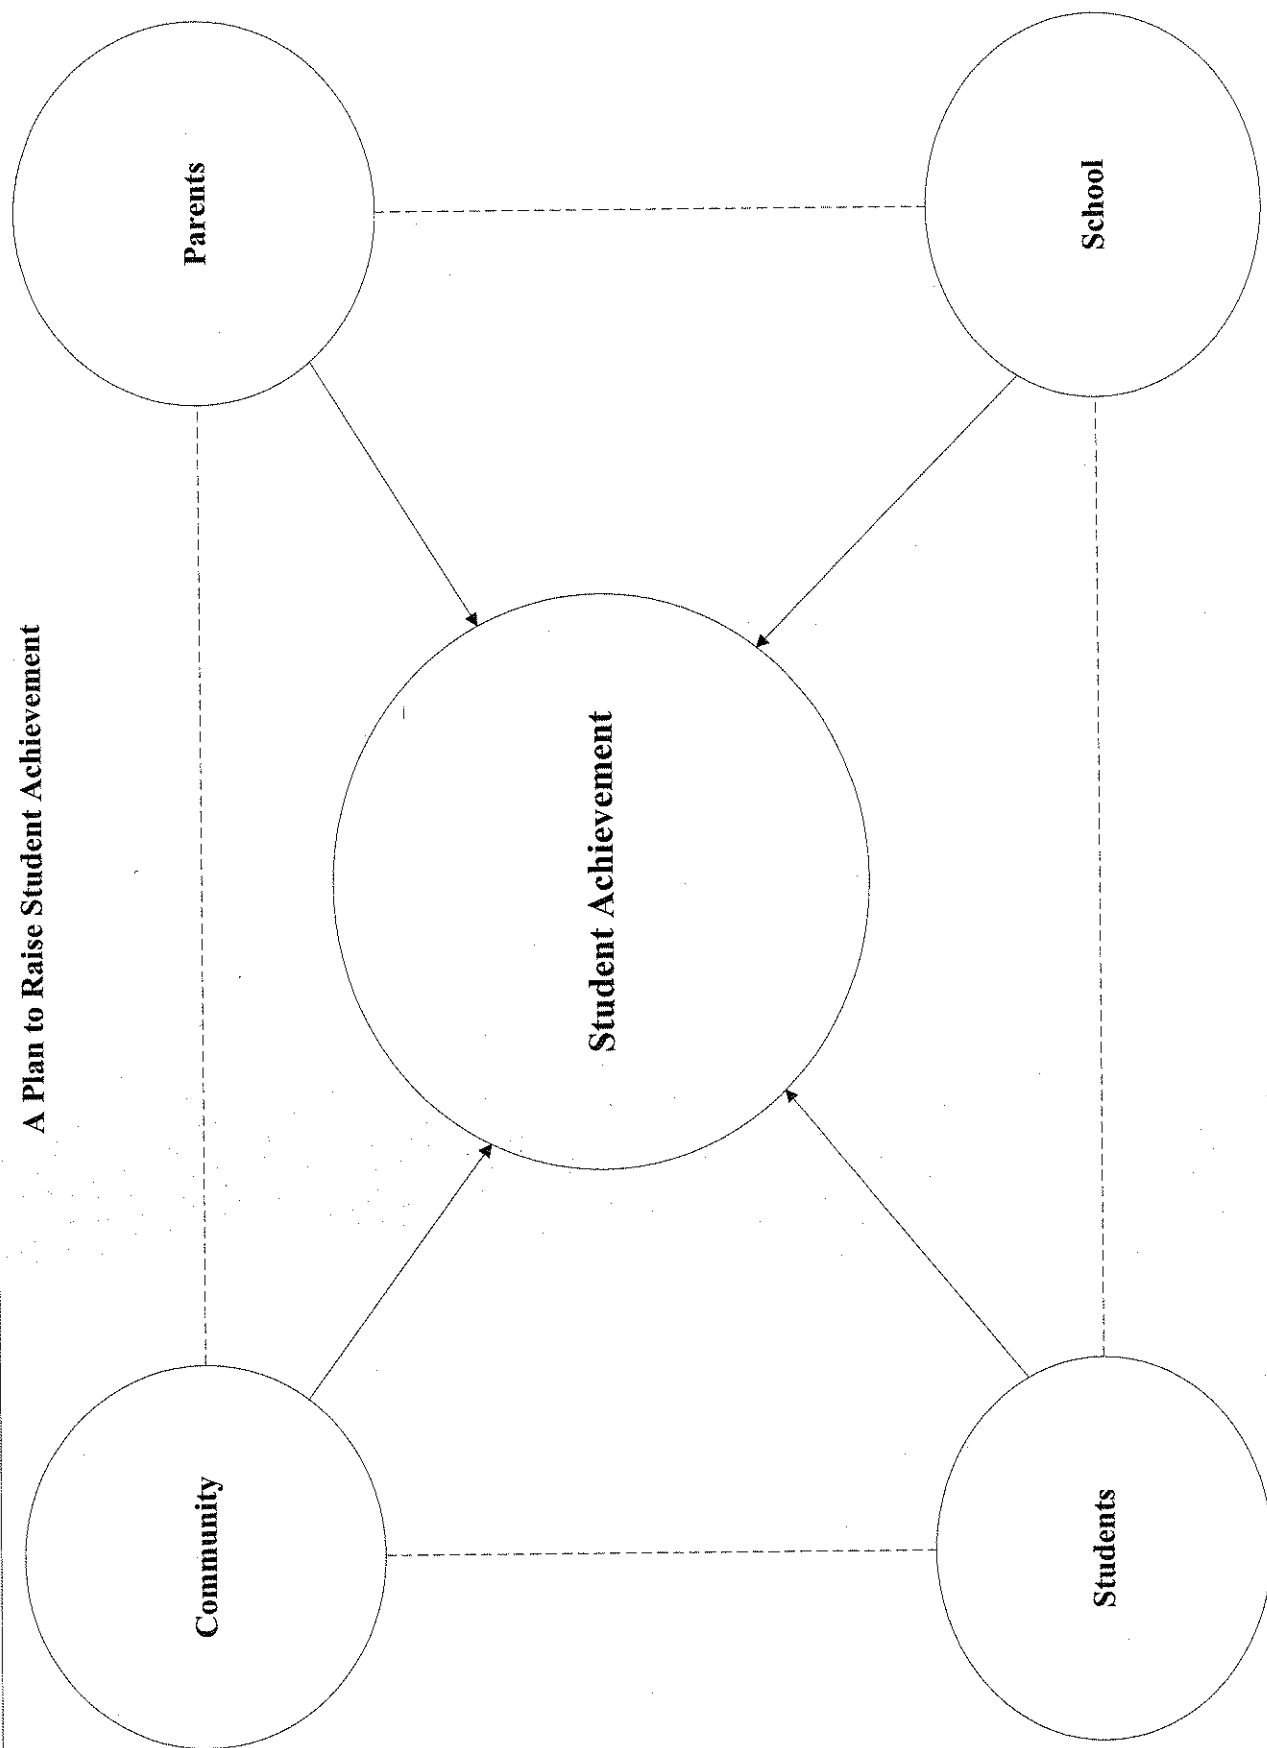 A Plan to Raise Student Achievement
Community
Parents
Student Achievement
Students
School